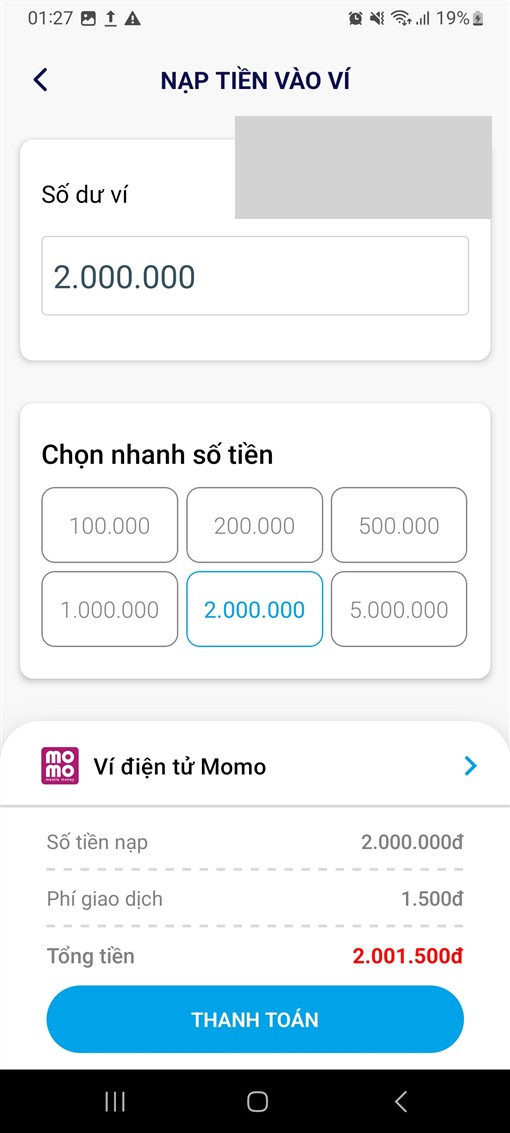 01:27 19%
NẠP TIỀN VÀO VÍ
Số dư ví
2.000.000
Chọn nhanh số tiền
100.000 200.000 500.000
1.000.000 2.000.000 5.000.000
mo
mo
mobile money
Ví điện tử Momo
Số tiền nạp 2.000.000đ
Phí giao dịch 1.500đ
Tổng tiền 2.001.500đ
THANH TOÁN